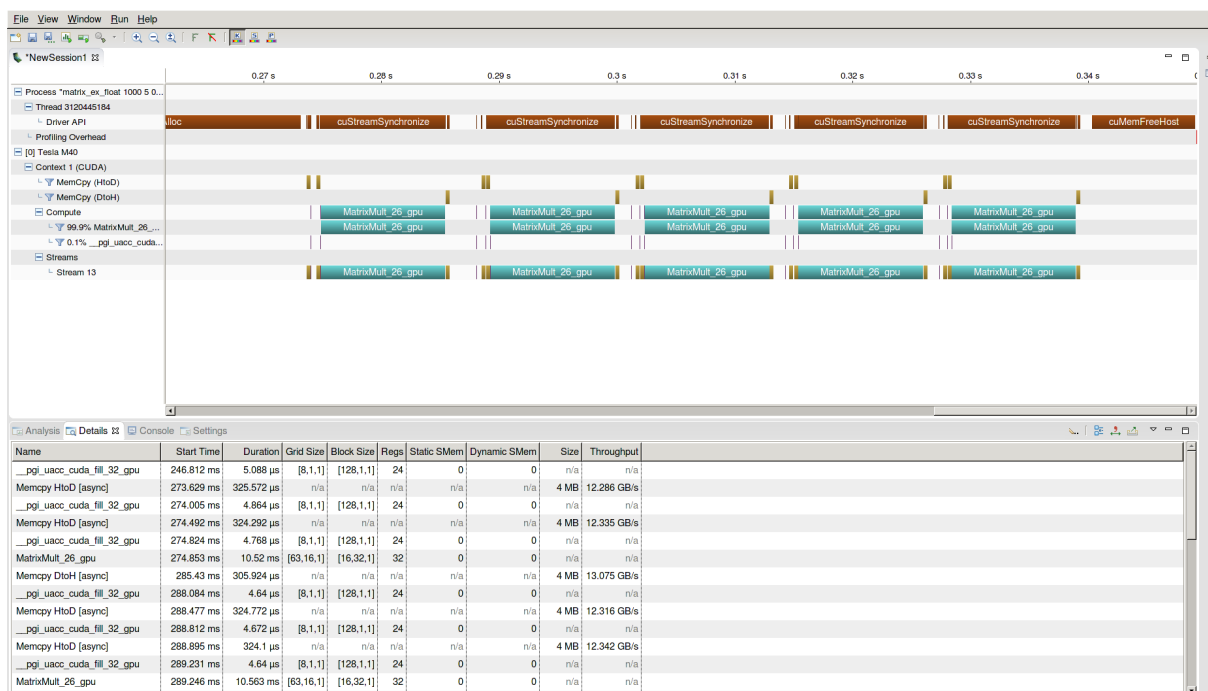 File View Window Run Help
*NewSession1
0.27 s 0.28 s 0.29 s 0.3 s 0.31 s 0.32 s 0.33 s 0.34 s
Process "matrix_ex_float 1000 5 0...
Thread 3120445184
Driver API cuStreamSynchronize cuStreamSynchronize cuStreamSynchronize cuStreamSynchronize cuStreamSynchronize cuMemFreeHost
Profiling Overhead
[0] Tesla M40
Context 1 (CUDA)
MemCpy (HtoD)
MemCpy (DtoH)
Compute MatrixMult_26_gpu MatrixMult_26_gpu MatrixMult_26_gpu MatrixMult_26_gpu MatrixMult_26_gpu
99.9% MatrixMult_26_... MatrixMult_26_gpu MatrixMult_26_gpu MatrixMult_26_gpu MatrixMult_26_gpu MatrixMult_26_gpu
0.1% __pgi_uacc_cuda...
Streams
Stream 13 MatrixMult_26_gpu MatrixMult_26_gpu MatrixMult_26_gpu MatrixMult_26_gpu MatrixMult_26_gpu
Analysis Details Console Settings
Name Start Time Duration Grid Size Block Size Regs Static SMem Dynamic SMem Size Throughput
__pgi_uacc_cuda_fill_32_gpu 246.812 ms 5.088 µs [8,1,1] [128,1,1] 24 0 0 n/a n/a
Memcpy HtoD [async] 273.629 ms 325.572 µs n/a n/a n/a n/a n/a 4 MB 12.286 GB/s
__pgi_uacc_cuda_fill_32_gpu 274.005 ms 4.864 µs [8,1,1] [128,1,1] 24 0 0 n/a n/a
Memcpy HtoD [async] 274.492 ms 324.292 µs n/a n/a n/a n/a n/a 4 MB 12.335 GB/s
__pgi_uacc_cuda_fill_32_gpu 274.824 ms 4.768 µs [8,1,1] [128,1,1] 24 0 0 n/a n/a
MatrixMult_26_gpu 274.853 ms 10.52 ms [63,16,1] [16,32,1] 32 0 0 n/a n/a
Memcpy DtoH [async] 285.43 ms 305.924 µs n/a n/a n/a n/a n/a 4 MB 13.075 GB/s
__pgi_uacc_cuda_fill_32_gpu 288.084 ms 4.64 µs [8,1,1] [128,1,1] 24 0 0 n/a n/a
Memcpy HtoD [async] 288.477 ms 324.772 µs n/a n/a n/a n/a n/a 4 MB 12.316 GB/s
__pgi_uacc_cuda_fill_32_gpu 288.812 ms 4.672 µs [8,1,1] [128,1,1] 24 0 0 n/a n/a
Memcpy HtoD [async] 288.895 ms 324.1 µs n/a n/a n/a n/a n/a 4 MB 12.342 GB/s
__pgi_uacc_cuda_fill_32_gpu 289.231 ms 4.64 µs [8,1,1] [128,1,1] 24 0 0 n/a n/a
MatrixMult_26_gpu 289.246 ms 10.563 ms [63,16,1] [16,32,1] 32 0 0 n/a n/a